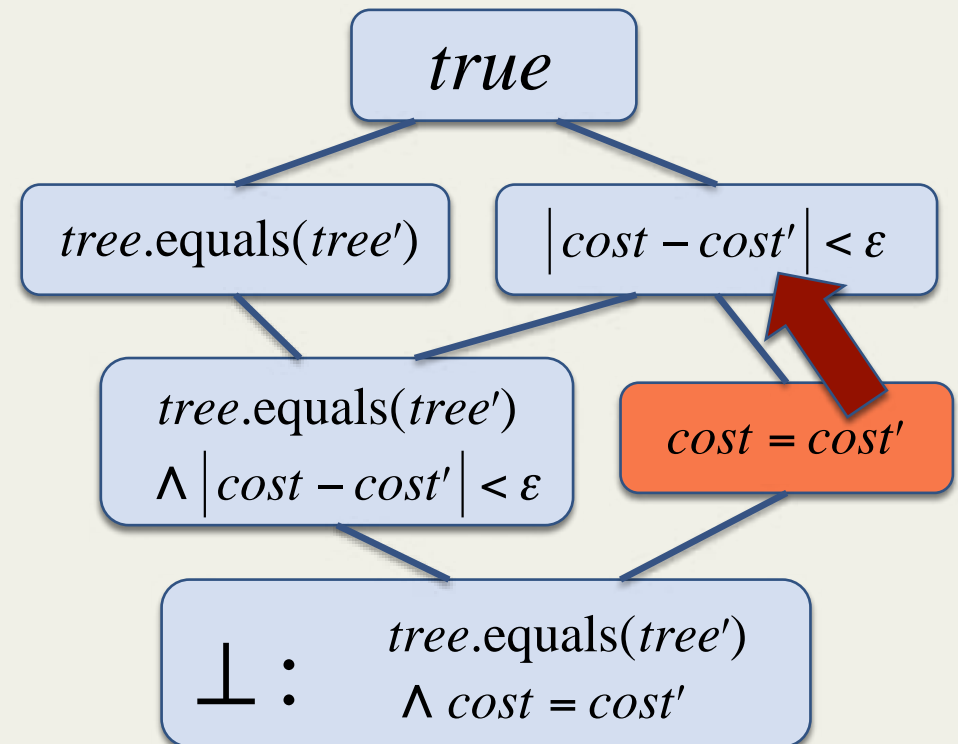 true
tree.equals(tree′)
|cost − cost′| < ε
tree.equals(tree′)
∧ |cost − cost′| < ε
cost = cost′
⊥ :
tree.equals(tree′)
∧ cost = cost′